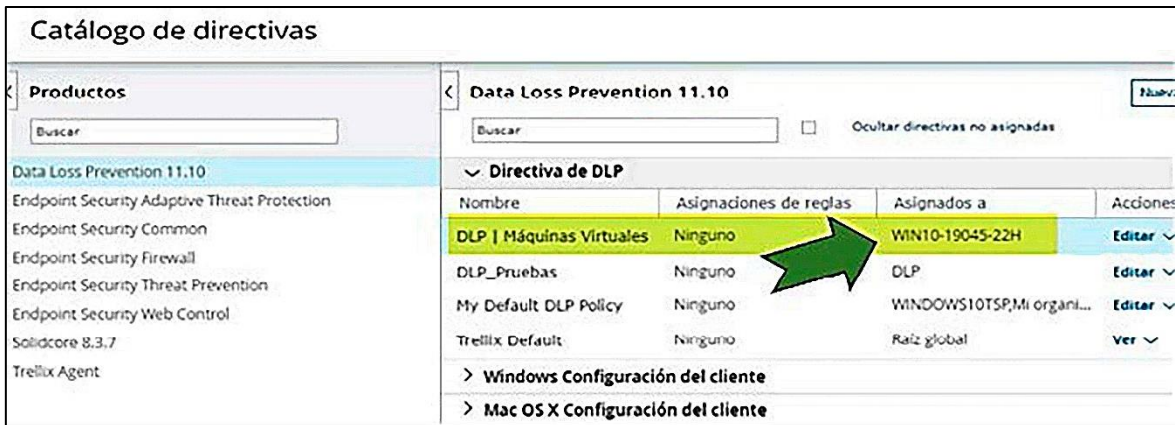 Catálogo de directivas
Productos
Buscar
Data Loss Prevention 11.10
Endpoint Security Adaptive Threat Protection
Endpoint Security Common
Endpoint Security Firewall
Endpoint Security Threat Prevention
Endpoint Security Web Control
Solidcore 8.3.7
Trellix Agent
Data Loss Prevention 11.10
Nueva
Buscar
Ocultar directivas no asignadas
Directiva de DLP
Nombre Asignaciones de reglas Asignados a Acciones
DLP | Máquinas Virtuales Ninguno WIN10-19045-22H Editar
DLP_Pruebas Ninguno DLP Editar
My Default DLP Policy Ninguno WINDOWS10TSP,Mi organi... Editar
Trellix Default Ninguno Raíz global Ver
Windows Configuración del cliente
Mac OS X Configuración del cliente